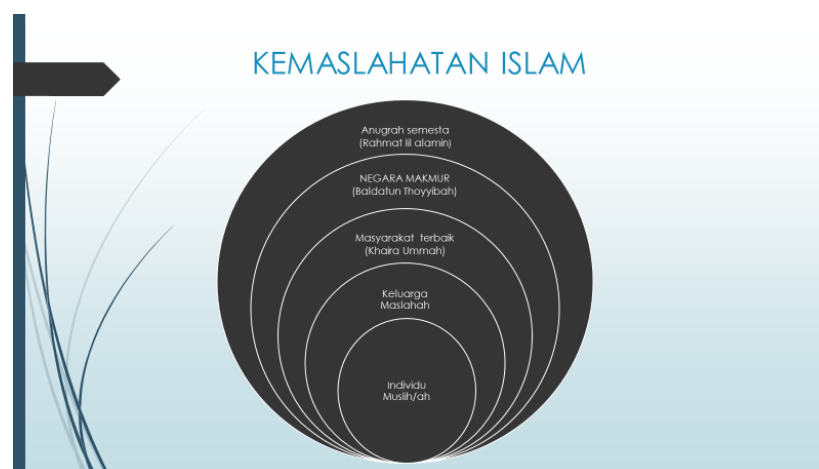 KEMASLAHATAN ISLAM
Anugrah semesta
(Rahmat lil alamin)
NEGARA MAKMUR
(Baldatun Thoyyibah)
Masyarakat terbaik
(Khaira Ummah)
Keluarga
Maslahah
Individu
Muslih/ah